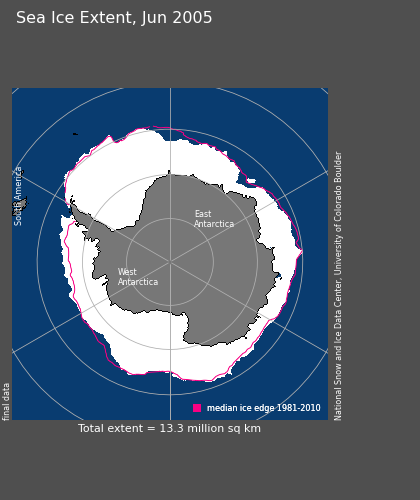 Sea Ice Extent, Jun 2005
South America
East
Antarctica
West
Antarctica
National Snow and Ice Data Center, University of Colorado Boulder
final data
median ice edge 1981-2010
Total extent = 13.3 million sq km